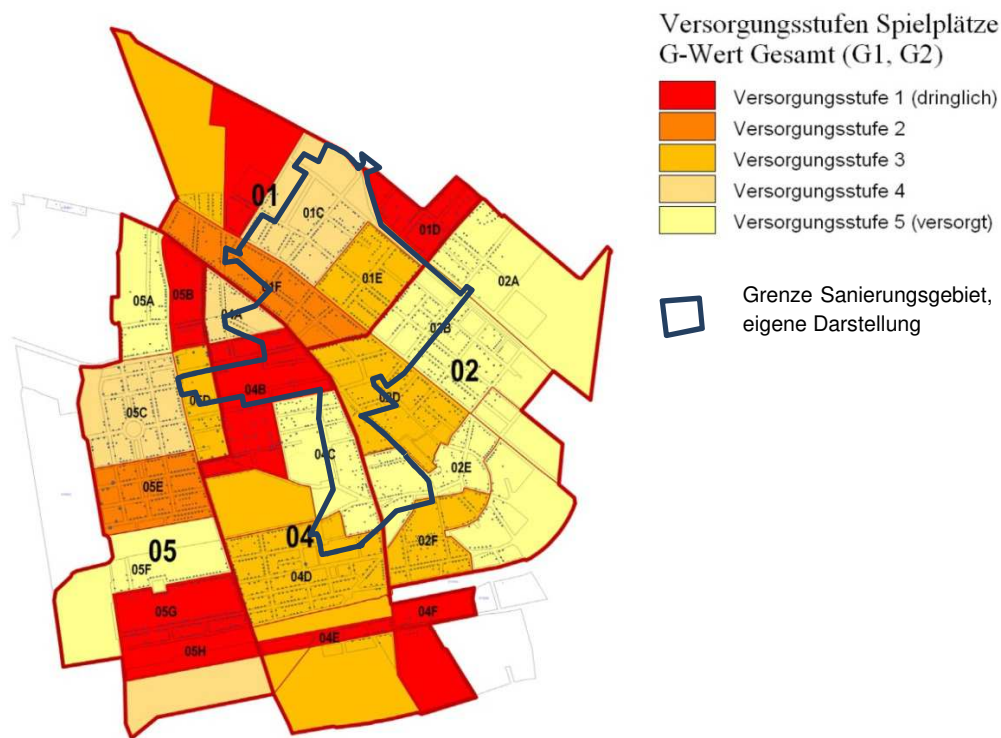 Versorgungsstufen Spielplätze
G-Wert Gesamt (G1, G2)
Versorgungsstufe 1 (dringlich)
Versorgungsstufe 2
Versorgungsstufe 3
Versorgungsstufe 4
Versorgungsstufe 5 (versorgt)
Grenze Sanierungsgebiet,
eigene Darstellung
01
01C
01D
01E
01F
02A
02B
02
02D
02E
02F
05A
05B
04A
04B
05C
05D
04C
05E
05
05F
04
04D
05G
04F
04E
05H